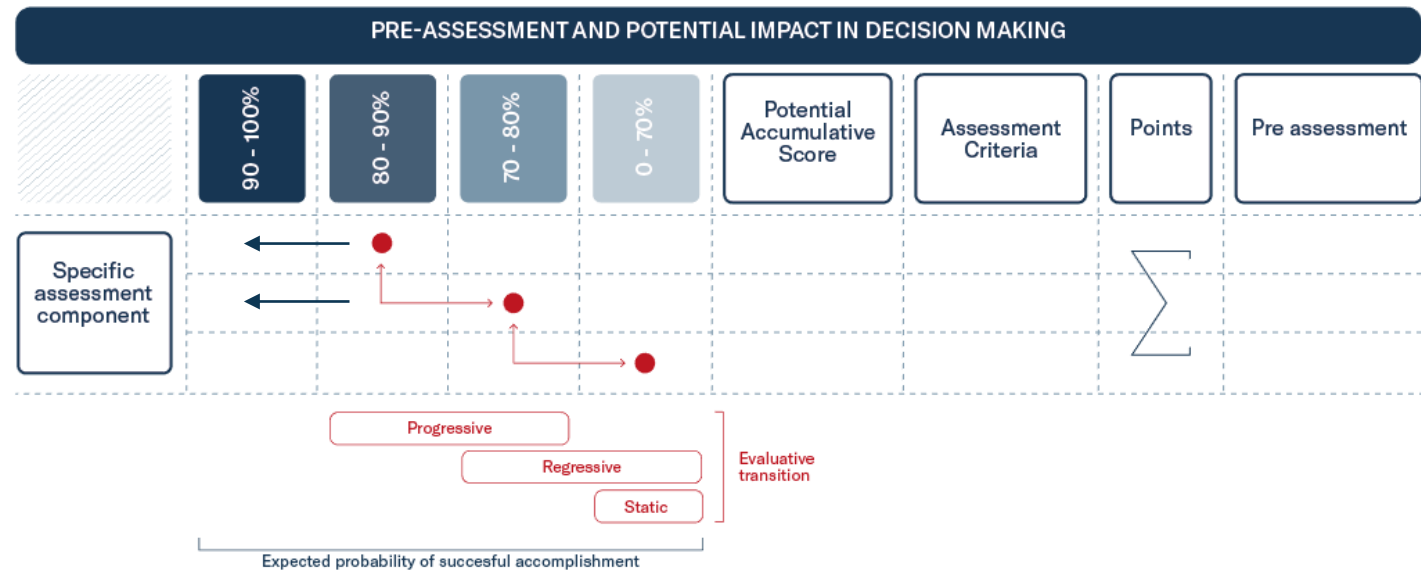 PRE-ASSESSMENT AND POTENTIAL IMPACT IN DECISION MAKING
90 - 100%
80 - 90%
70 - 80%
0 - 70%
Potential
Accumulative
Score
Assessment
Criteria
Points
Pre assessment
Specific
assessment
component
∑
Progressive
Regressive
Static
Evaluative
transition
Expected probability of succesful accomplishment